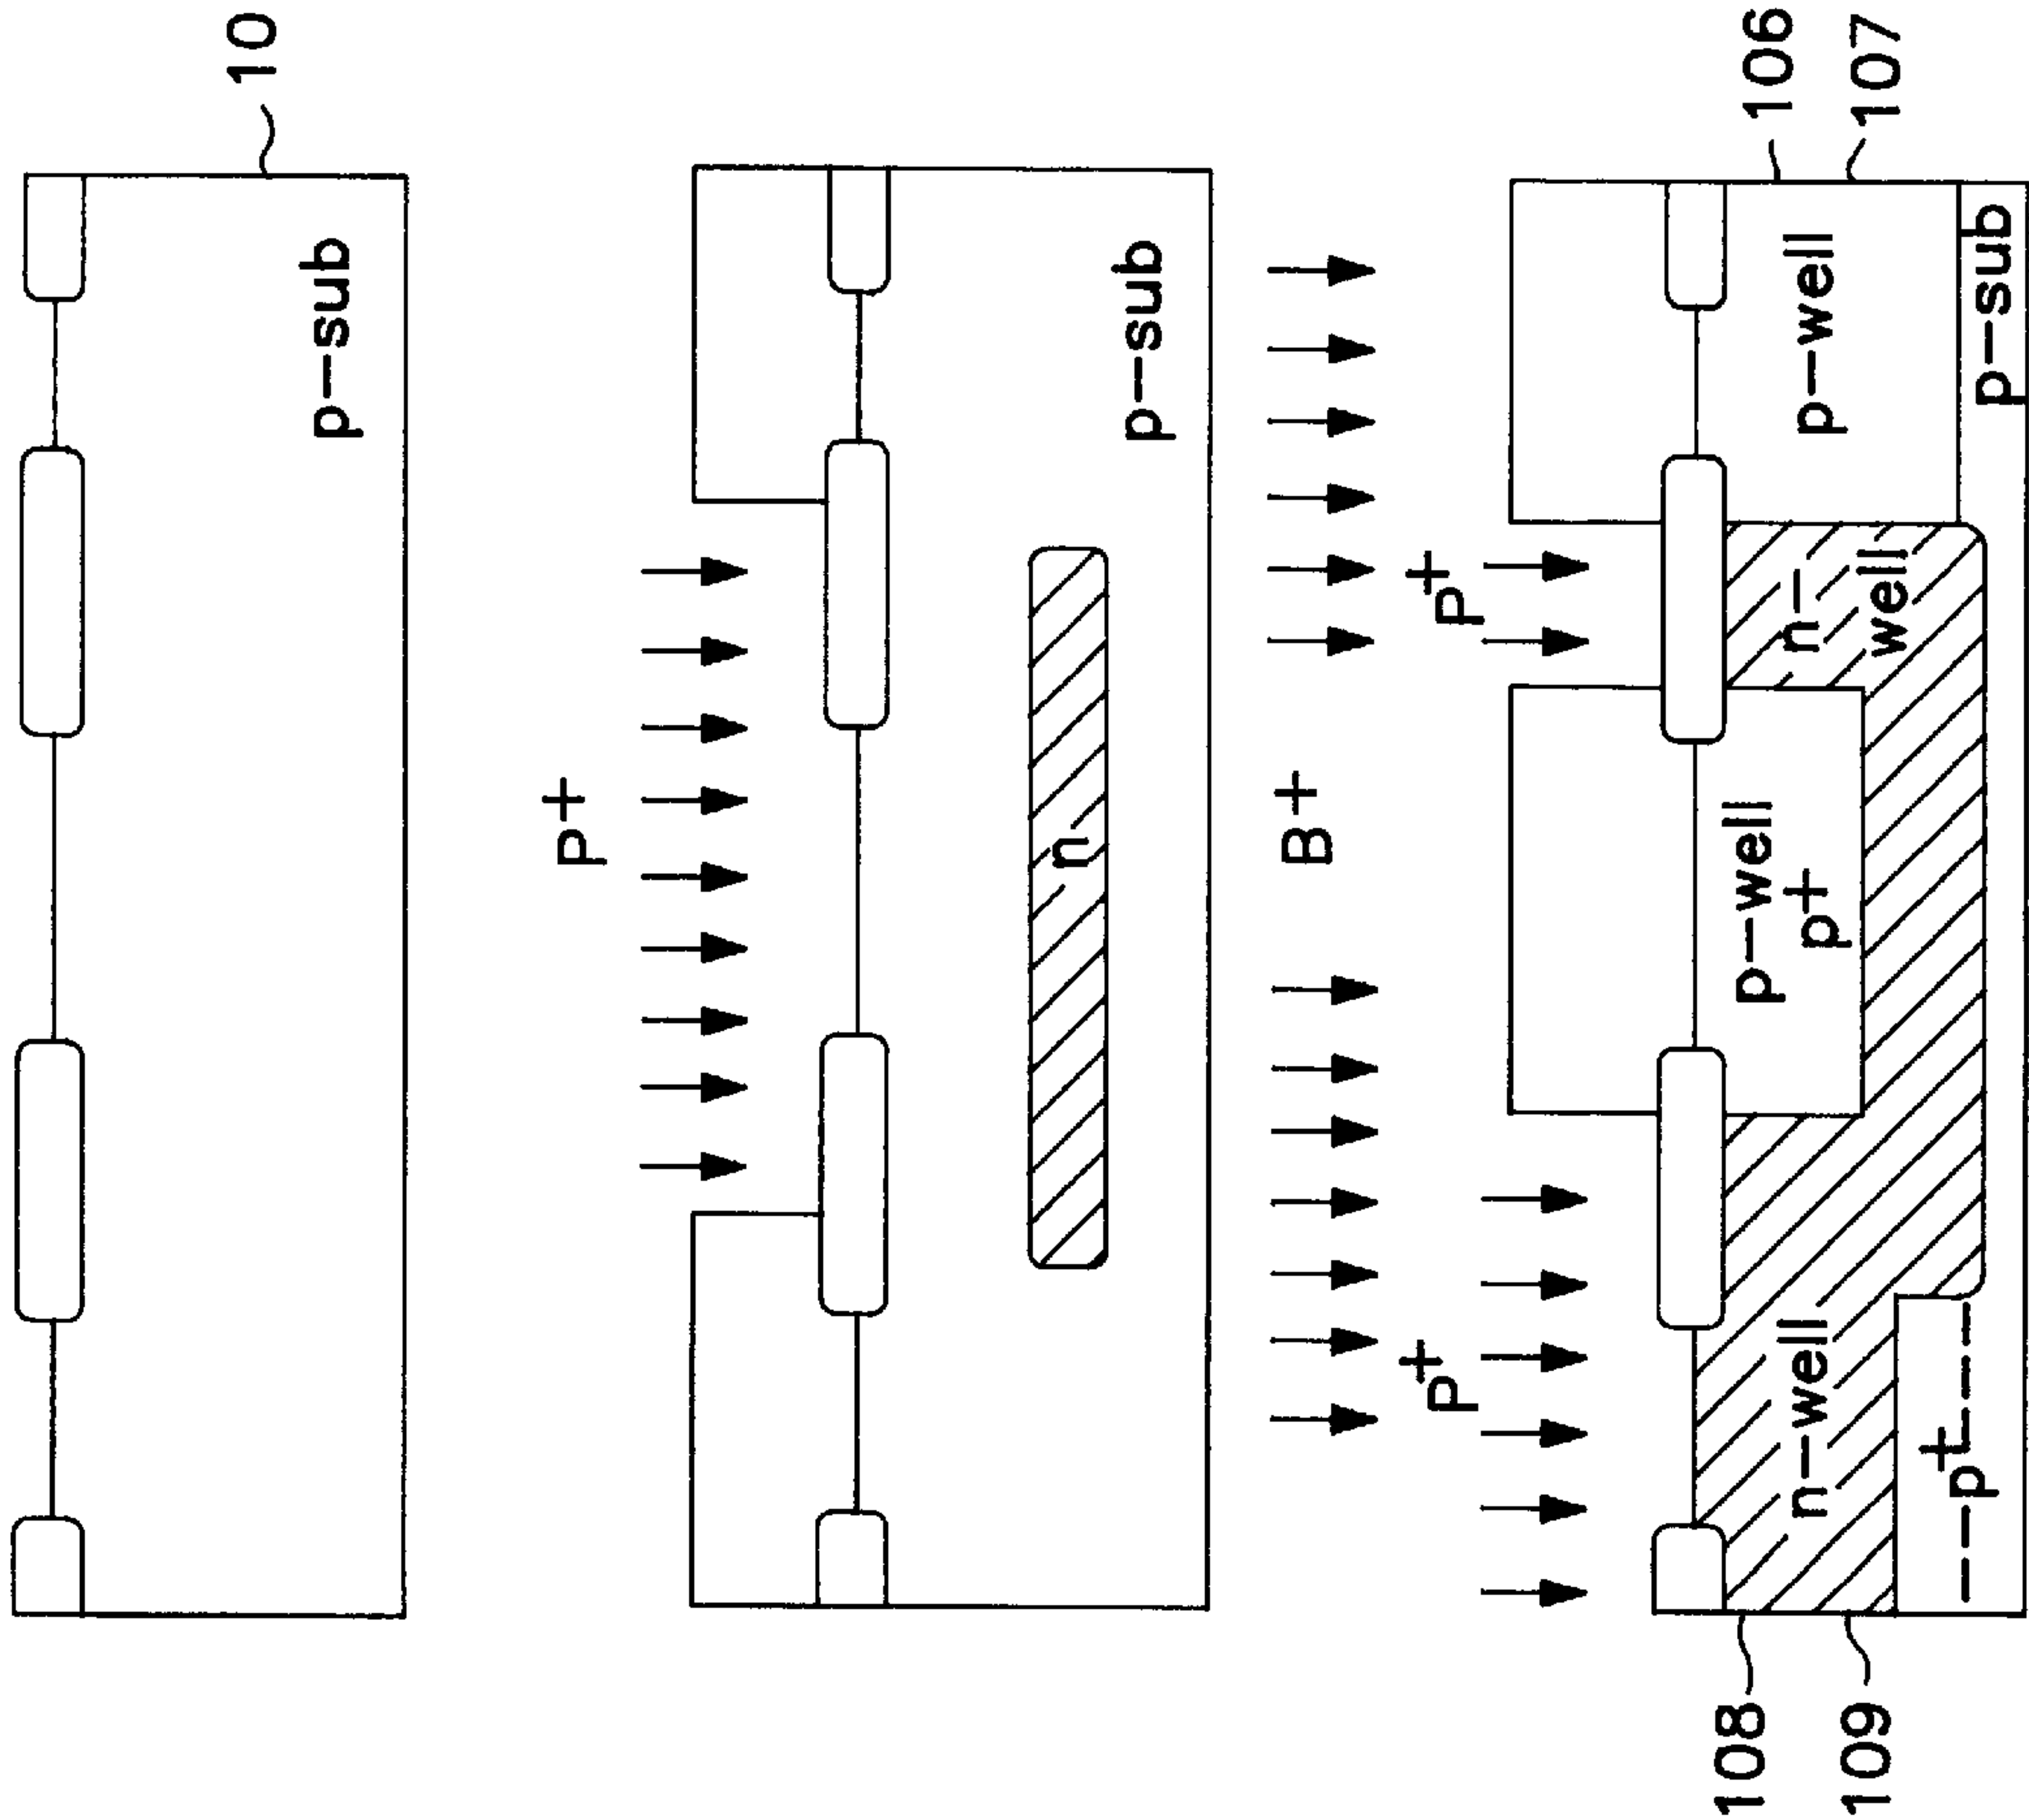 10
p-sub
P+
n
p-sub
B+
P+
P+
106
107
p-well
p-well
p+
n-
well
p-sub
n-well
--p+---
108
109